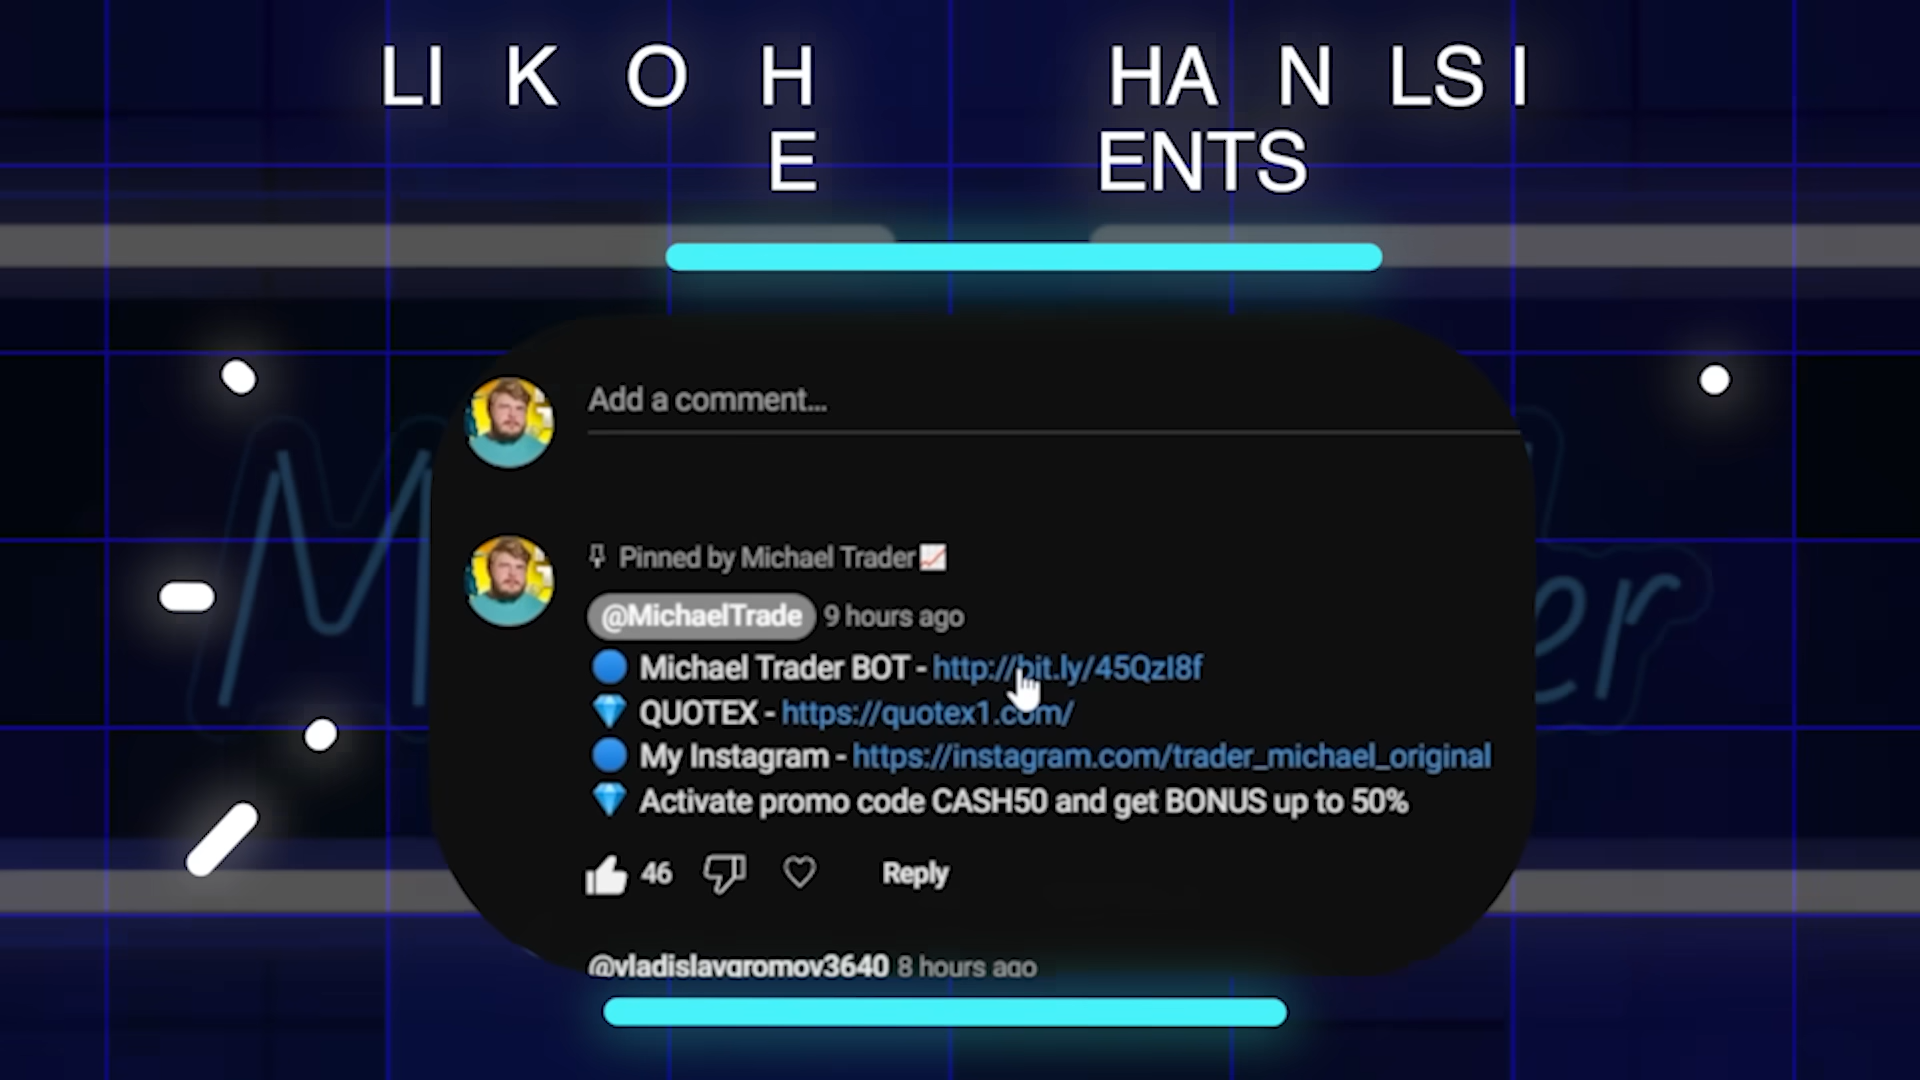 LI K O H HA N LS I
E ENTS
Add a comment...
Pinned by Michael Trader📈
@MichaelTrade 9 hours ago
🔵 Michael Trader BOT - http://bit.ly/45QzI8f
💎 QUOTEX - https://quotex1.com/
🔵 My Instagram - https://instagram.com/trader_michael_original
💎 Activate promo code CASH50 and get BONUS up to 50%
46 Reply
@vladislavgromov3640 8 hours ago
M er